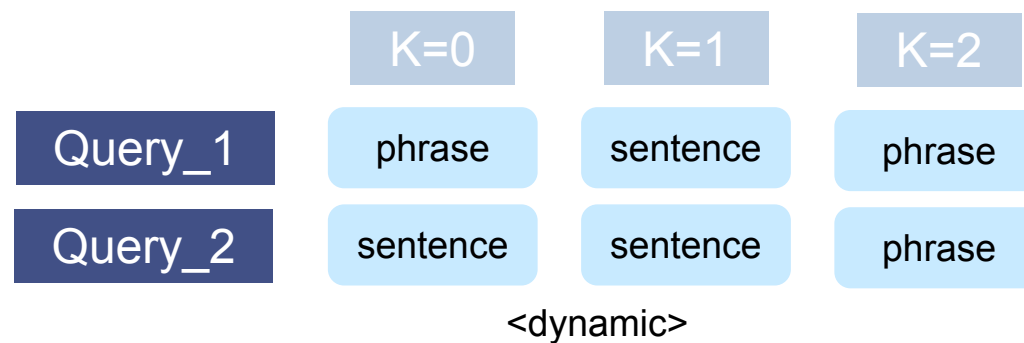 K=0 K=1 K=2
Query_1 phrase sentence phrase
Query_2 sentence sentence phrase
<dynamic>